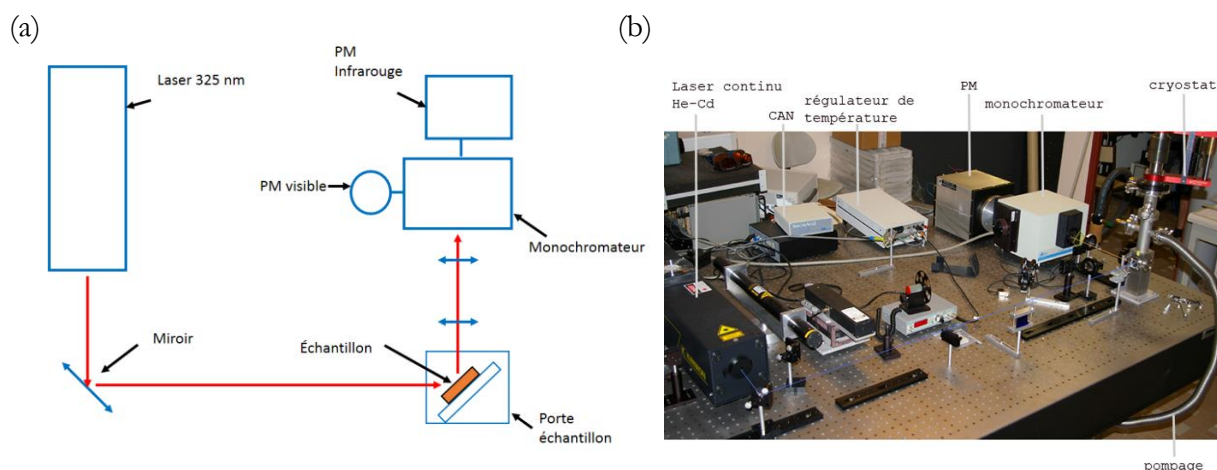 (a)
(b)
PM
Infrarouge
Laser 325 nm
PM visible
Monochromateur
Miroir
Échantillon
Porte
échantillon
Laser continu
He-Cd
CAN
régulateur de
température
PM
monochromateur
cryostat
pompage